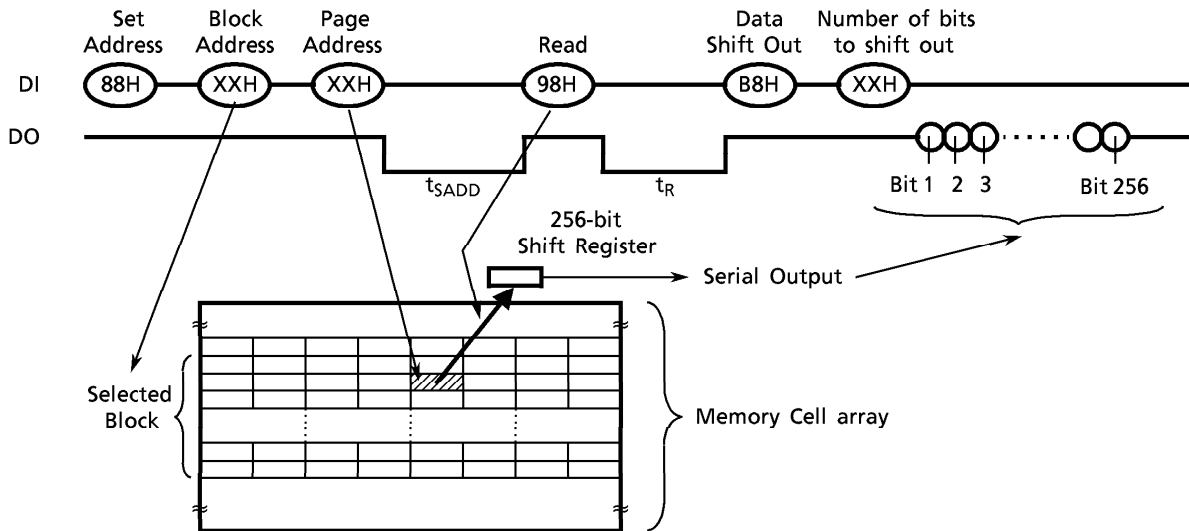 Set Address
Block Address
Page Address
Read
Data Shift Out
Number of bits to shift out
DI
88H
XXH
XXH
98H
B8H
XXH
DO
tSADD
tR
Bit 1 2 3
Bit 256
256-bit
Shift Register
Serial Output
Selected
Block
Memory Cell array